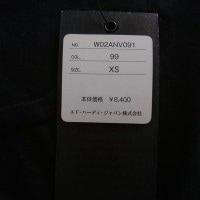 NO. W02ANV091
COL. 99
SIZE. XS
本体価格 ¥8,400
エド・ハーディ・ジャパン株式会社